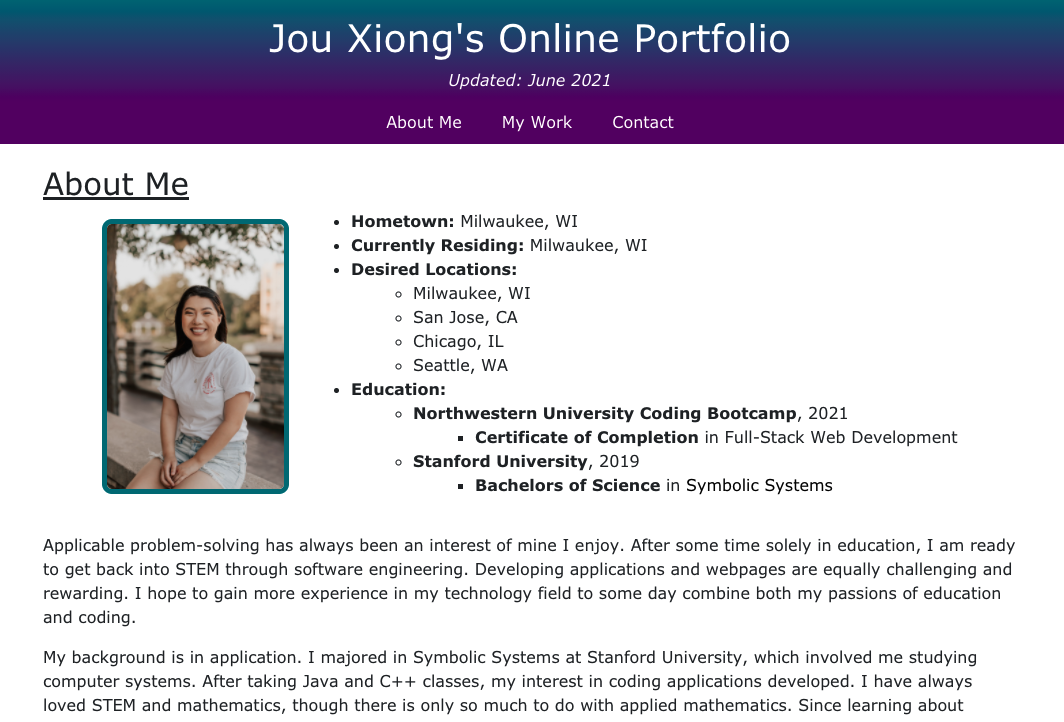 Jou Xiong's Online Portfolio
Updated: June 2021
About Me My Work Contact
About Me
Hometown: Milwaukee, WI
Currently Residing: Milwaukee, WI
Desired Locations:
Milwaukee, WI
San Jose, CA
Chicago, IL
Seattle, WA
Education:
Northwestern University Coding Bootcamp, 2021
Certificate of Completion in Full-Stack Web Development
Stanford University, 2019
Bachelors of Science in Symbolic Systems
Applicable problem-solving has always been an interest of mine I enjoy. After some time solely in education, I am ready
to get back into STEM through software engineering. Developing applications and webpages are equally challenging and
rewarding. I hope to gain more experience in my technology field to some day combine both my passions of education
and coding.
My background is in application. I majored in Symbolic Systems at Stanford University, which involved me studying
computer systems. After taking Java and C++ classes, my interest in coding applications developed. I have always
loved STEM and mathematics, though there is only so much to do with applied mathematics. Since learning about